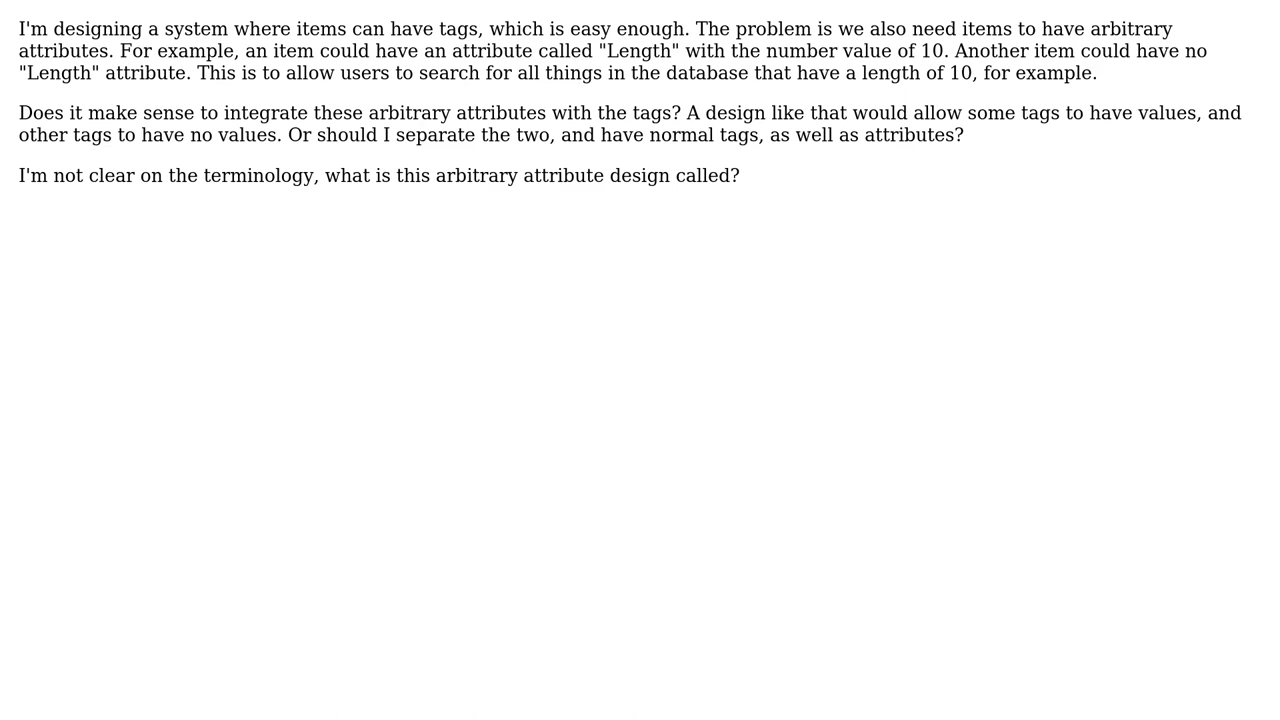 I'm designing a system where items can have tags, which is easy enough. The problem is we also need items to have arbitrary
attributes. For example, an item could have an attribute called "Length" with the number value of 10. Another item could have no
"Length" attribute. This is to allow users to search for all things in the database that have a length of 10, for example.
Does it make sense to integrate these arbitrary attributes with the tags? A design like that would allow some tags to have values, and
other tags to have no values. Or should I separate the two, and have normal tags, as well as attributes?
I'm not clear on the terminology, what is this arbitrary attribute design called?